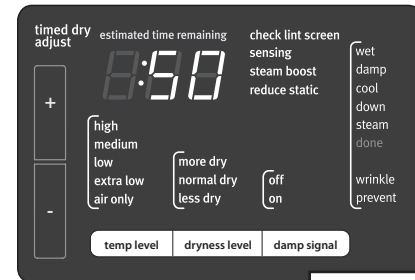 timed dry
adjust
estimated time remaining
:50
+
-
check lint screen
sensing
steam boost
reduce static
wet
damp
cool
down
steam
done
wrinkle
prevent
high
medium
low
extra low
air only
more dry
normal dry
less dry
off
on
temp level
dryness level
damp signal